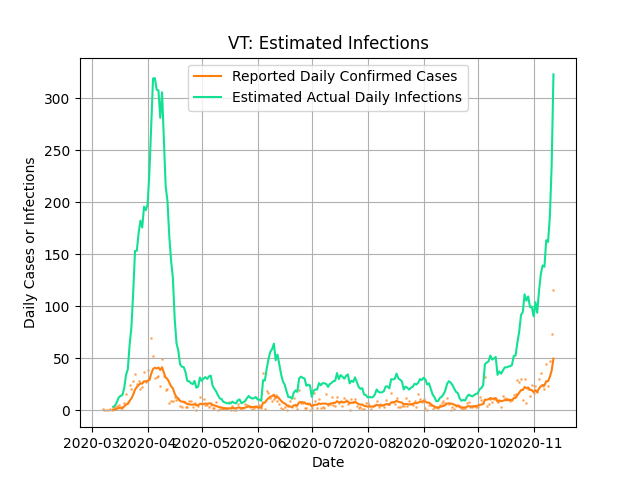 VT: Estimated Infections
Reported Daily Confirmed Cases
Estimated Actual Daily Infections
Daily Cases or Infections
300
250
200
150
100
50
0
2020-03 2020-04 2020-05 2020-06 2020-07 2020-08 2020-09 2020-10 2020-11
Date